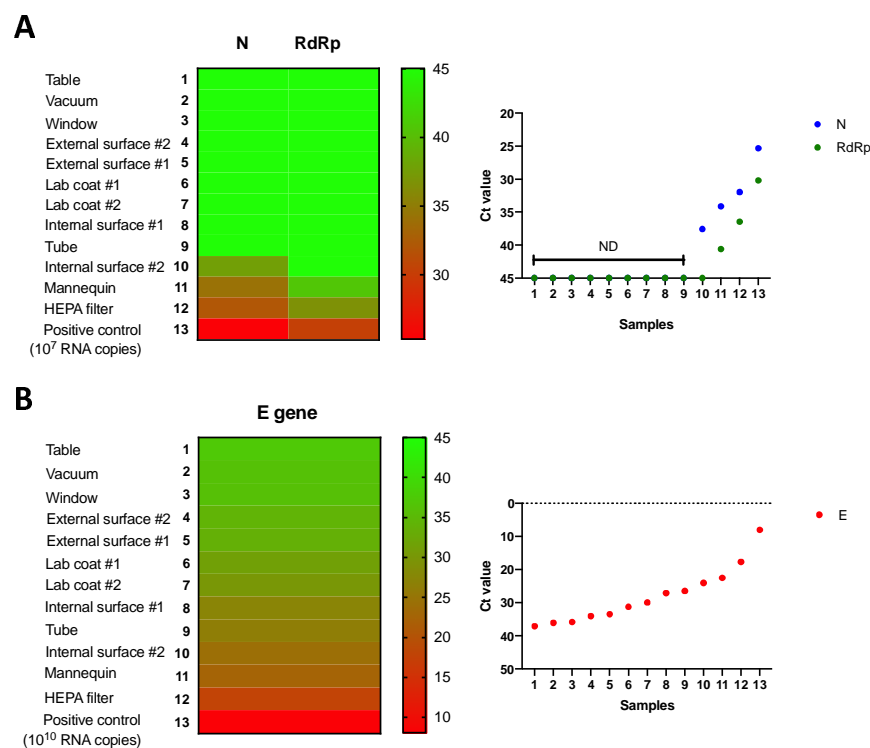 A
N RdRp
Table 1
Vacuum 2
Window 3
External surface #2 4
External surface #1 5
Lab coat #1 6
Lab coat #2 7
Internal surface #1 8
Tube 9
Internal surface #2 10
Mannequin 11
HEPA filter 12
Positive control 13
(10⁷ RNA copies)
45
40
35
30
20
25
30
35
40
45
Ct value
ND
1 2 3 4 5 6 7 8 9 10 11 12 13
Samples
N
RdRp
B
E gene
Table 1
Vacuum 2
Window 3
External surface #2 4
External surface #1 5
Lab coat #1 6
Lab coat #2 7
Internal surface #1 8
Tube 9
Internal surface #2 10
Mannequin 11
HEPA filter 12
Positive control 13
(10¹⁰ RNA copies)
45
40
35
30
25
20
15
10
0
10
20
30
40
50
Ct value
1 2 3 4 5 6 7 8 9 10 11 12 13
Samples
E